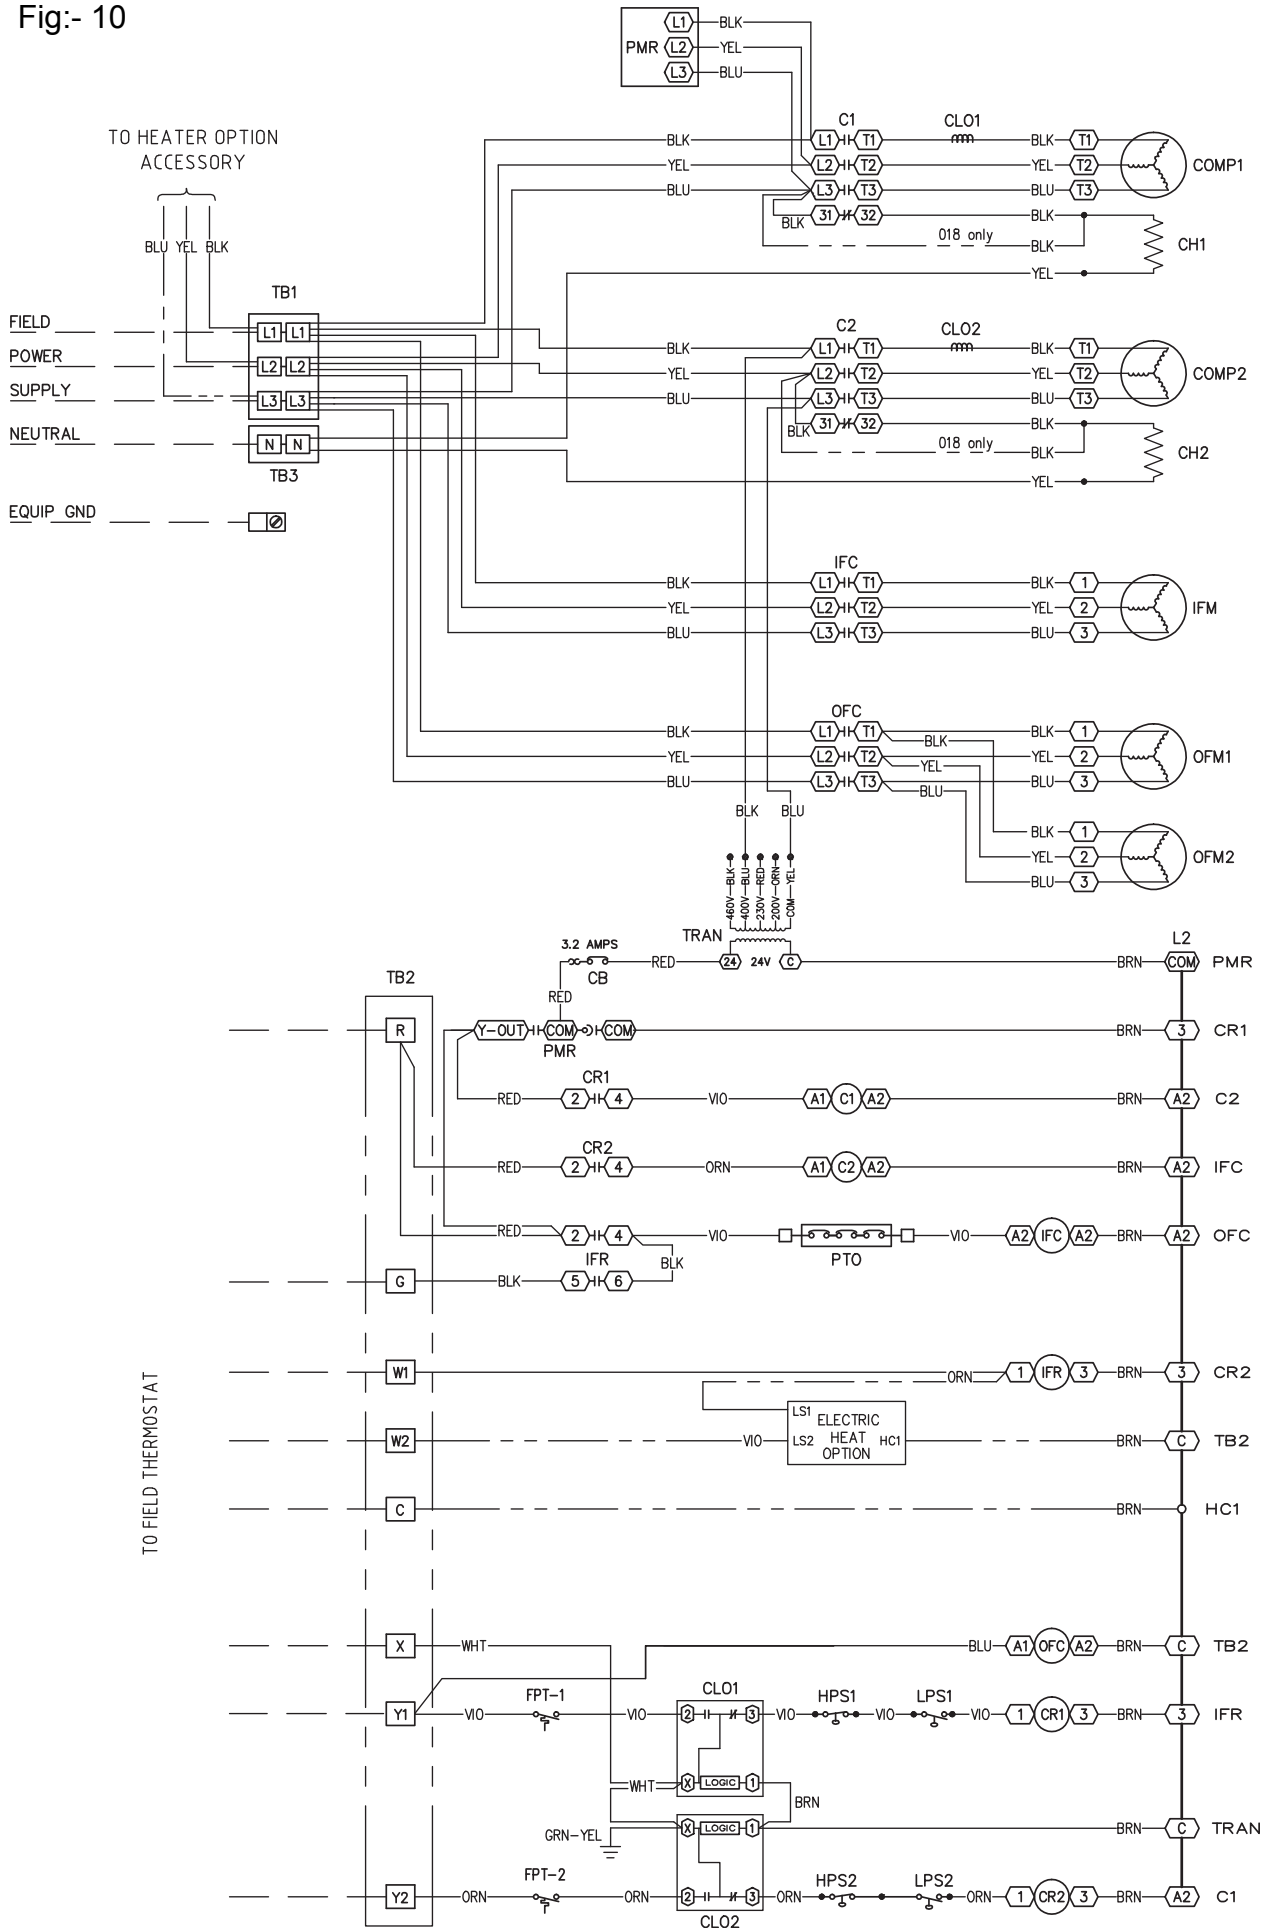 Fig:- 10
L1 BLK
PMR L2 YEL
L3 BLU
TO HEATER OPTION
ACCESSORY
BLU YEL BLK
C1 CLO1
BLK L1 T1 BLK T1
YEL L2 T2 YEL T2 COMP1
BLU L3 T3 BLU T3
BLK 31 32 BLK
018 only BLK CH1
YEL
TB1
FIELD L1 L1
POWER L2 L2
SUPPLY L3 L3
NEUTRAL N N
TB3
EQUIP GND
C2 CLO2
BLK L1 T1 BLK T1
YEL L2 T2 YEL T2 COMP2
BLU L3 T3 BLU T3
BLK 31 32 BLK
018 only BLK CH2
YEL
IFC
BLK L1 T1 BLK 1
YEL L2 T2 YEL 2 IFM
BLU L3 T3 BLU 3
OFC
BLK L1 T1 BLK BLK 1
YEL L2 T2 YEL YEL 2 OFM1
BLU L3 T3 BLU BLU 3
BLK BLU
BLK 1
YEL 2 OFM2
BLU 3
460V BLK
400V BLU
230V RED
200V ORN
COM YEL
TRAN
3.2 AMPS L2
CB RED 24 24V C BRN COM PMR
RED
TB2
R Y-OUT COM COM BRN 3 CR1
PMR
CR1
RED 2 4 VIO A1 C1 A2 BRN A2 C2
CR2
RED 2 4 ORN A1 C2 A2 BRN A2 IFC
RED 2 4 VIO PTO VIO A2 IFC A2 BRN A2 OFC
IFR BLK
G BLK 5 6
TO FIELD THERMOSTAT
W1 ORN 1 IFR 3 BRN 3 CR2
LS1 ELECTRIC
W2 VIO LS2 HEAT HC1 BRN C TB2
OPTION
C BRN HC1
X WHT BLU A1 OFC A2 BRN C TB2
FPT-1 CLO1 HPS1 LPS1
Y1 VIO VIO 2 3 VIO VIO VIO 1 CR1 3 BRN 3 IFR
WHT X LOGIC 1
BRN
GRN-YEL X LOGIC 1 BRN C TRAN
FPT-2 HPS2 LPS2
Y2 ORN ORN 2 3 ORN ORN 1 CR2 3 BRN A2 C1
CLO2